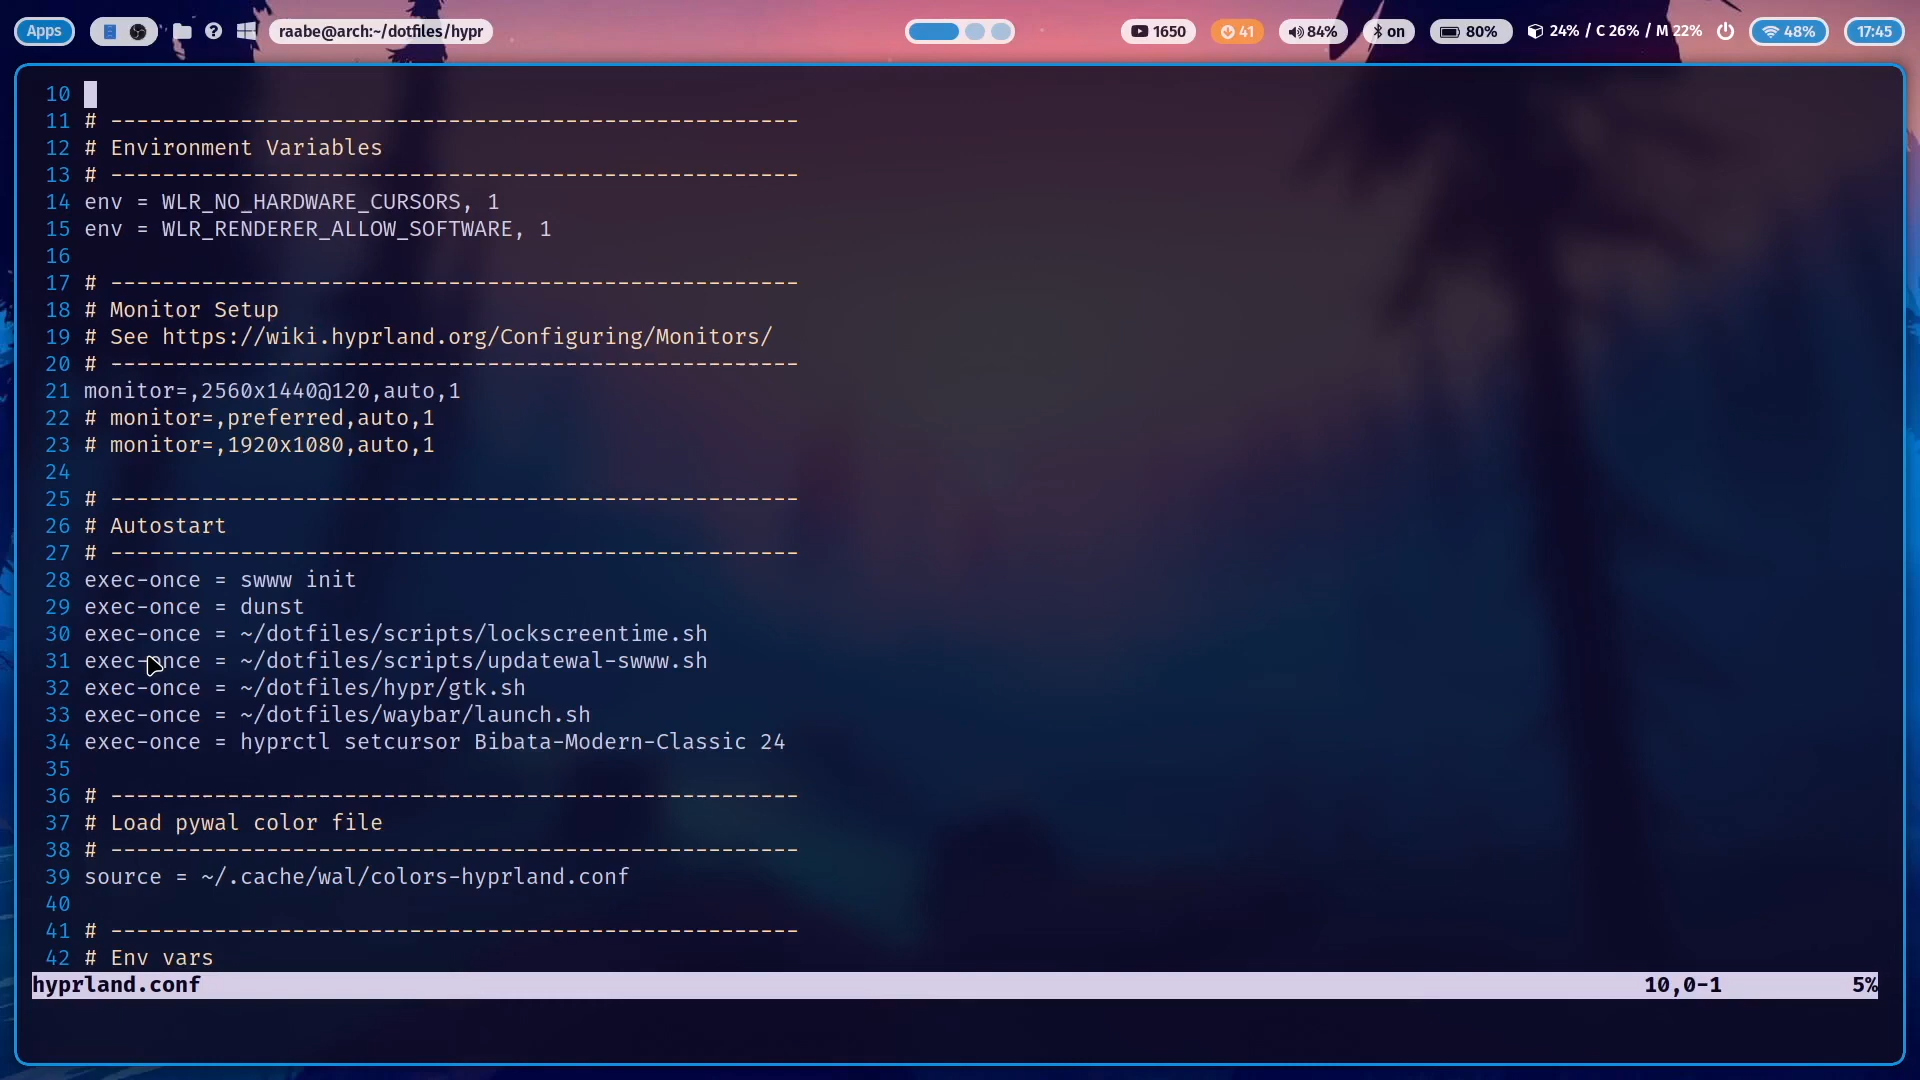 Apps raabe@arch:~/dotfiles/hypr 1650 41 84% on 80% 24% / C 26% / M 22% 48% 17:45
10
11 # -----------------------------------------------------
12 # Environment Variables
13 # -----------------------------------------------------
14 env = WLR_NO_HARDWARE_CURSORS, 1
15 env = WLR_RENDERER_ALLOW_SOFTWARE, 1
16
17 # -----------------------------------------------------
18 # Monitor Setup
19 # See https://wiki.hyprland.org/Configuring/Monitors/
20 # -----------------------------------------------------
21 monitor=,2560x1440@120,auto,1
22 # monitor=,preferred,auto,1
23 # monitor=,1920x1080,auto,1
24
25 # -----------------------------------------------------
26 # Autostart
27 # -----------------------------------------------------
28 exec-once = swww init
29 exec-once = dunst
30 exec-once = ~/dotfiles/scripts/lockscreentime.sh
31 exec-once = ~/dotfiles/scripts/updatewal-swww.sh
32 exec-once = ~/dotfiles/hypr/gtk.sh
33 exec-once = ~/dotfiles/waybar/launch.sh
34 exec-once = hyprctl setcursor Bibata-Modern-Classic 24
35
36 # -----------------------------------------------------
37 # Load pywal color file
38 # -----------------------------------------------------
39 source = ~/.cache/wal/colors-hyprland.conf
40
41 # -----------------------------------------------------
42 # Env vars
hyprland.conf 10,0-1 5%